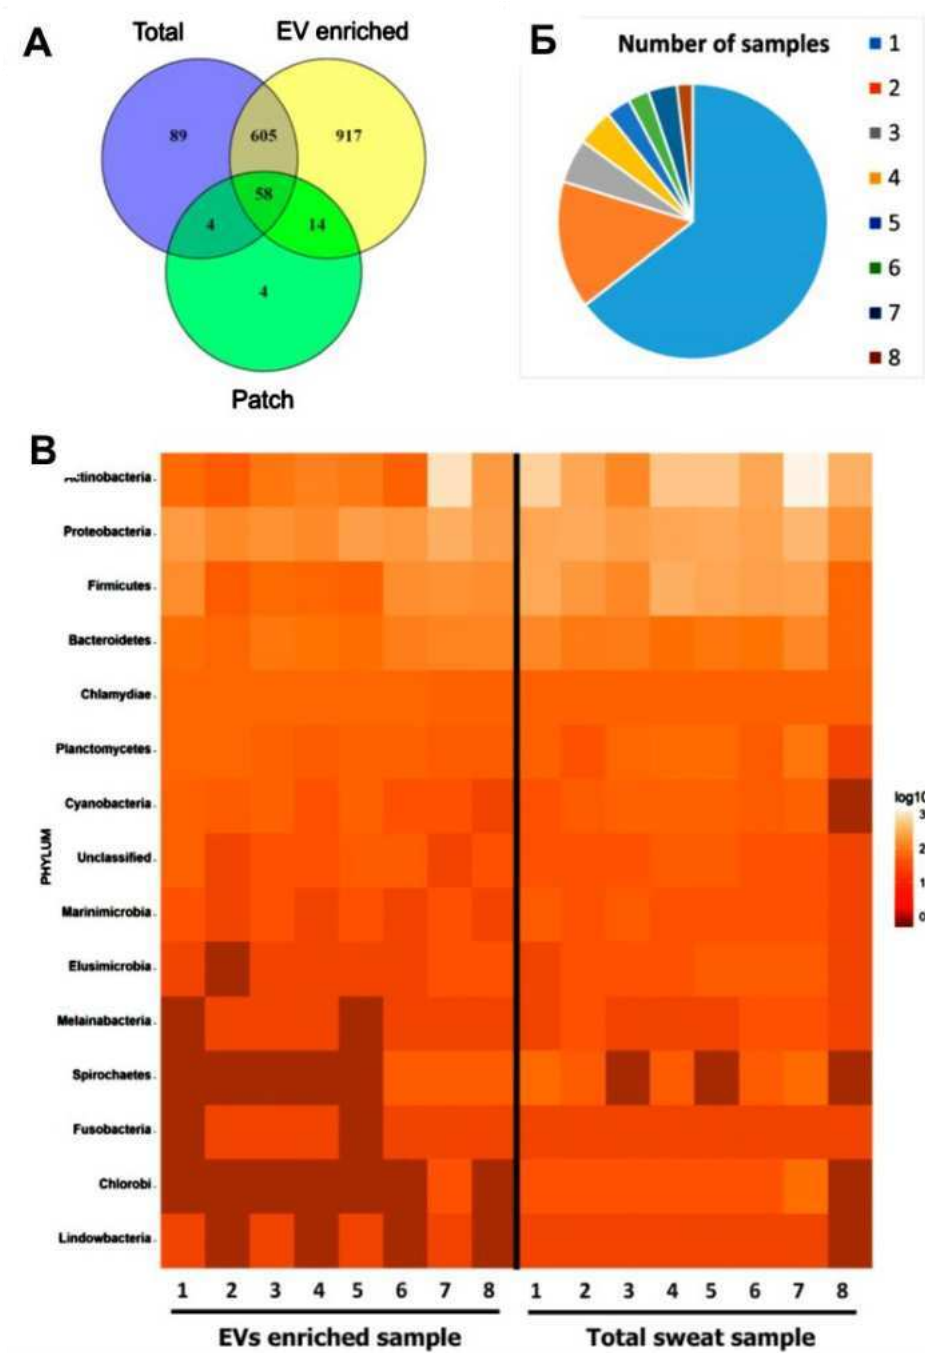 А
Total
EV enriched
89
605
917
58
4
14
4
Patch
Б
Number of samples
1
2
3
4
5
6
7
8
В
PHYLUM
ctinobacteria
Proteobacteria
Firmicutes
Bacteroidetes
Chlamydiae
Planctomycetes
Cyanobacteria
Unclassified
Marinimicrobia
Elusimicrobia
Melainabacteria
Spirochaetes
Fusobacteria
Chlorobi
Lindowbacteria
log10
3
2
1
0
1 2 3 4 5 6 7 8 1 2 3 4 5 6 7 8
EVs enriched sample
Total sweat sample